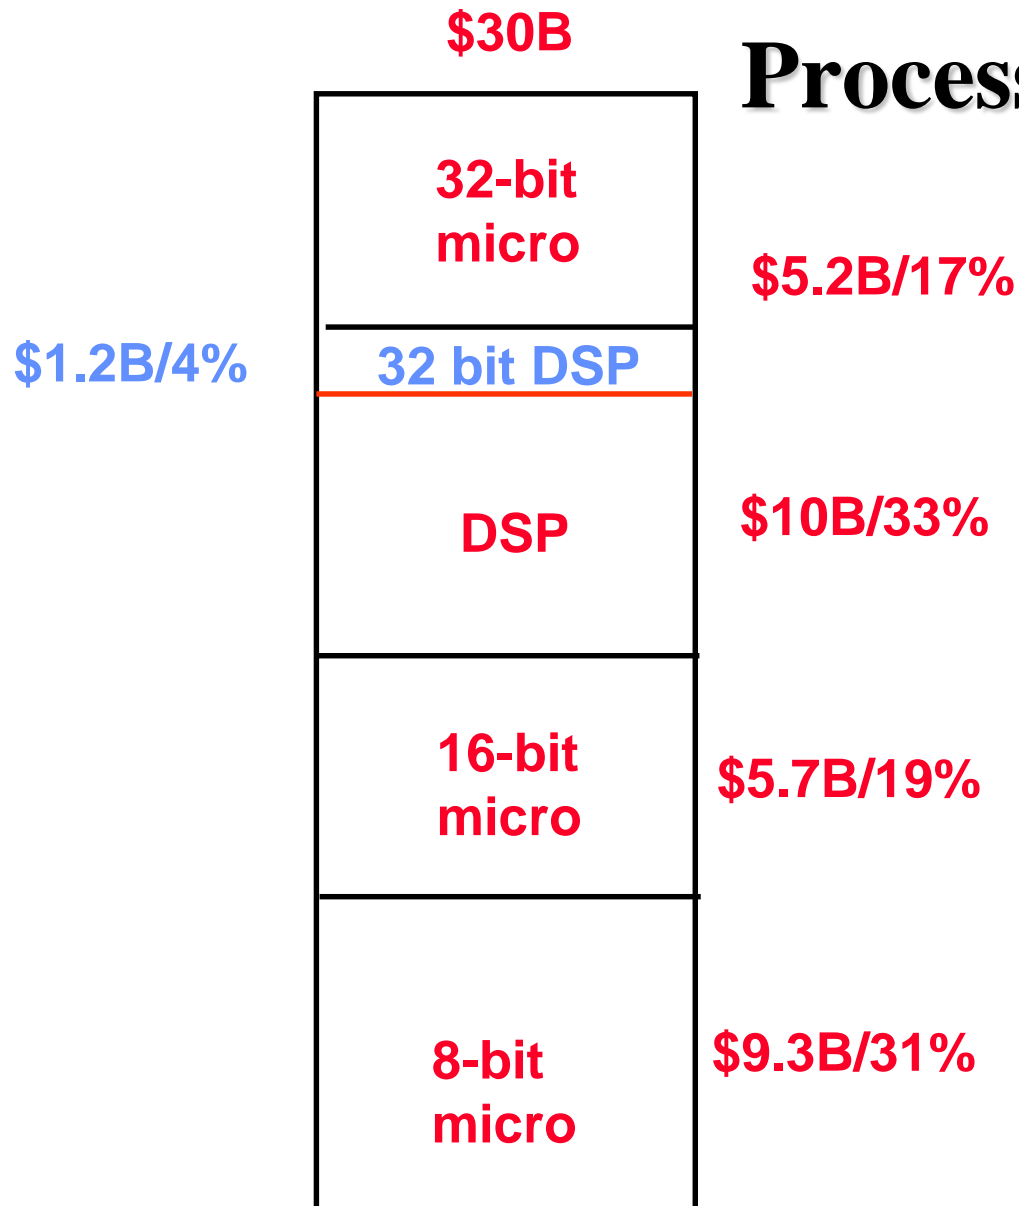 $30B
Process
32-bit
micro
$5.2B/17%
$1.2B/4%
32 bit DSP
DSP
$10B/33%
16-bit
micro
$5.7B/19%
8-bit
micro
$9.3B/31%